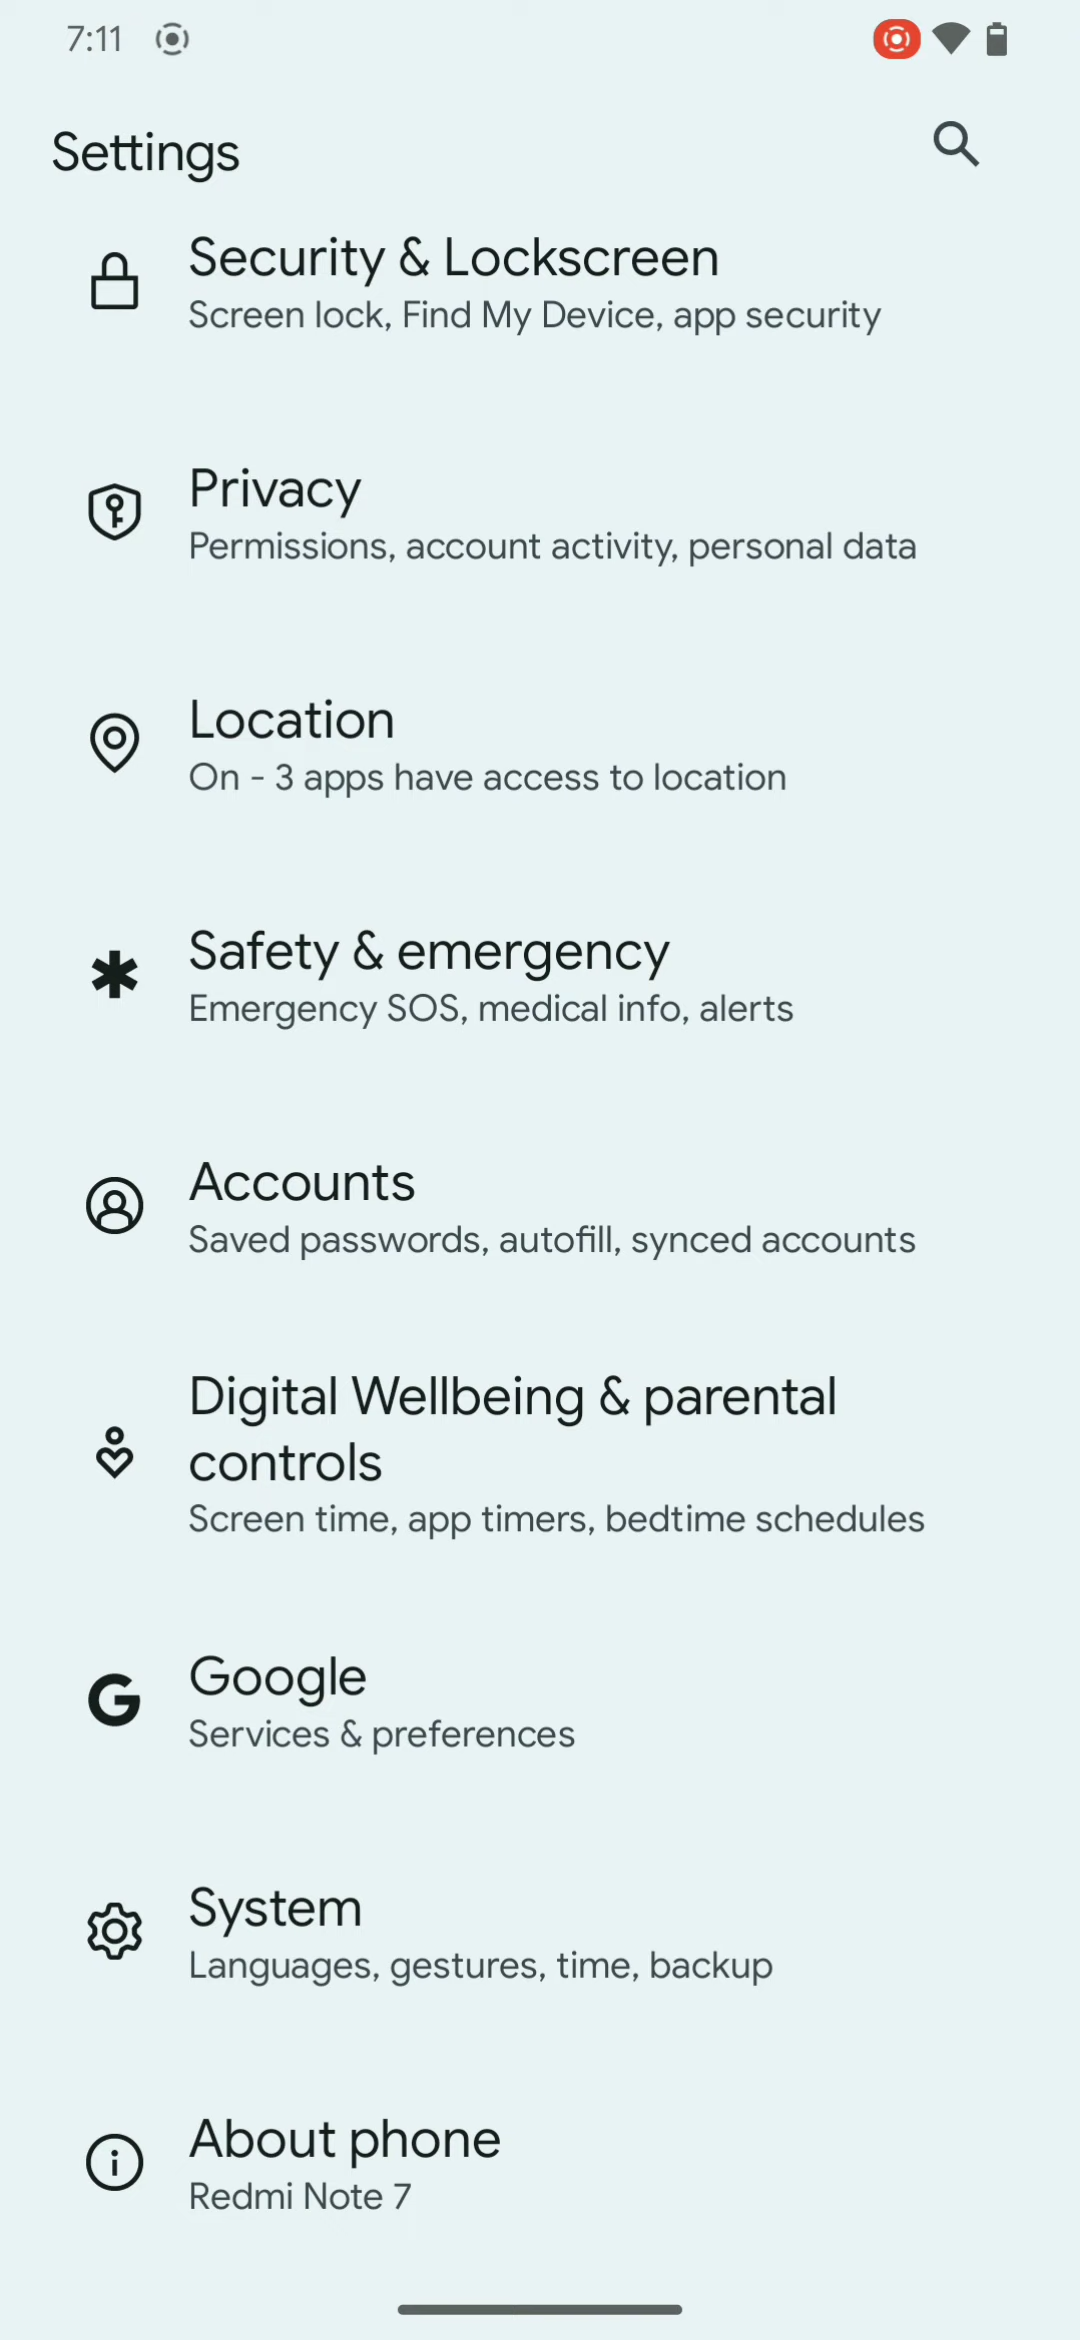 7:11
Settings
Security & Lockscreen
Screen lock, Find My Device, app security
Privacy
Permissions, account activity, personal data
Location
On - 3 apps have access to location
Safety & emergency
Emergency SOS, medical info, alerts
Accounts
Saved passwords, autofill, synced accounts
Digital Wellbeing & parental
controls
Screen time, app timers, bedtime schedules
Google
Services & preferences
System
Languages, gestures, time, backup
About phone
Redmi Note 7